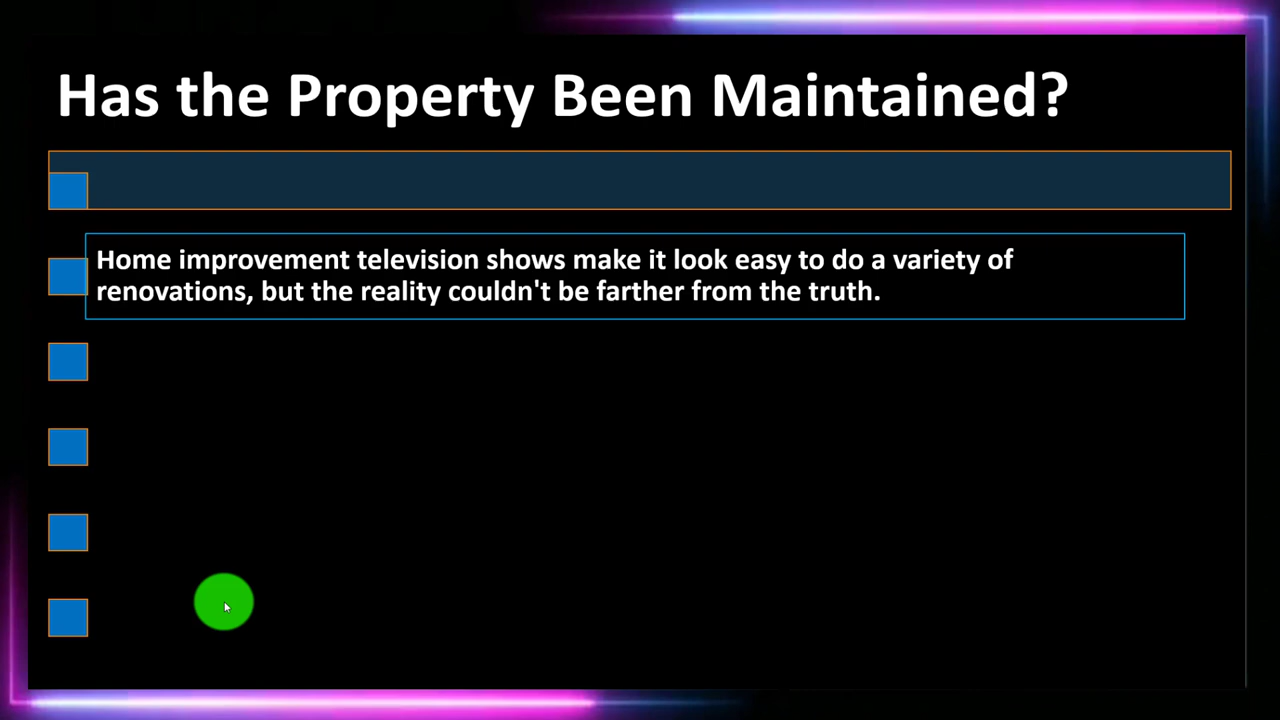 Has the Property Been Maintained?
Home improvement television shows make it look easy to do a variety of
renovations, but the reality couldn't be farther from the truth.